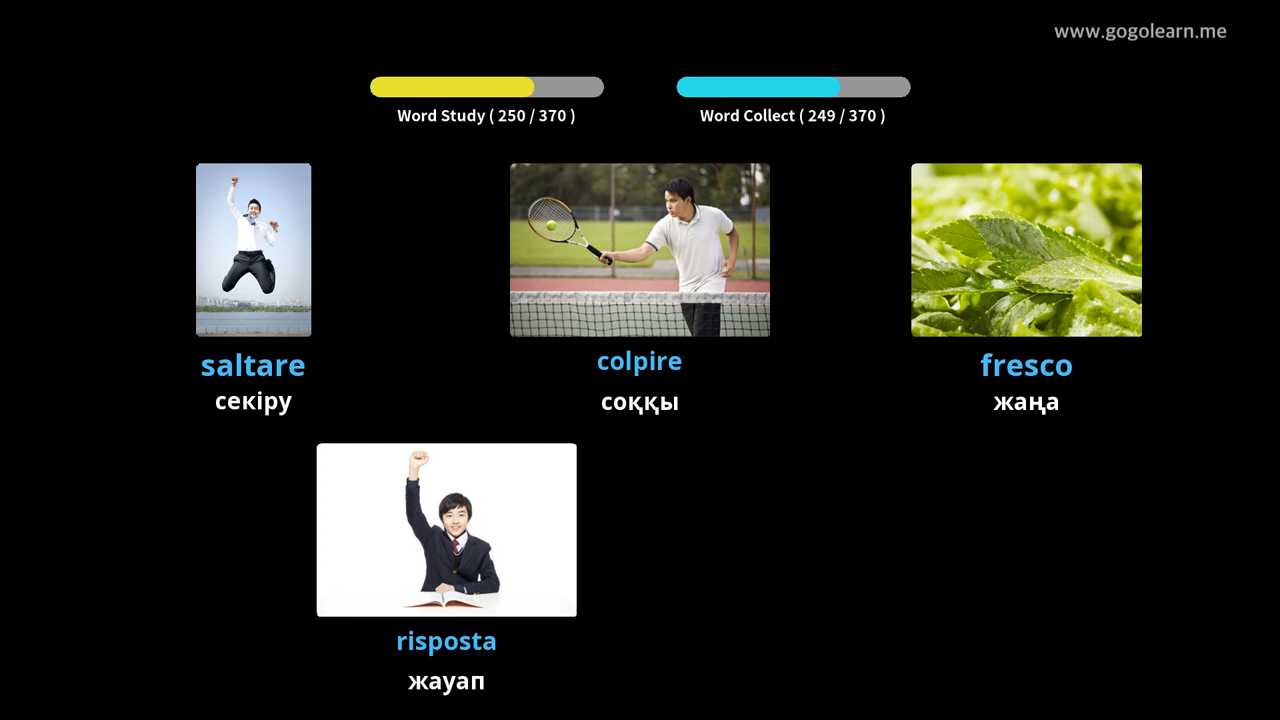 www.gogolearn.me
Word Study ( 250 / 370 )
Word Collect ( 249 / 370 )
saltare
секіру
colpire
соққы
fresco
жаңа
risposta
жауап